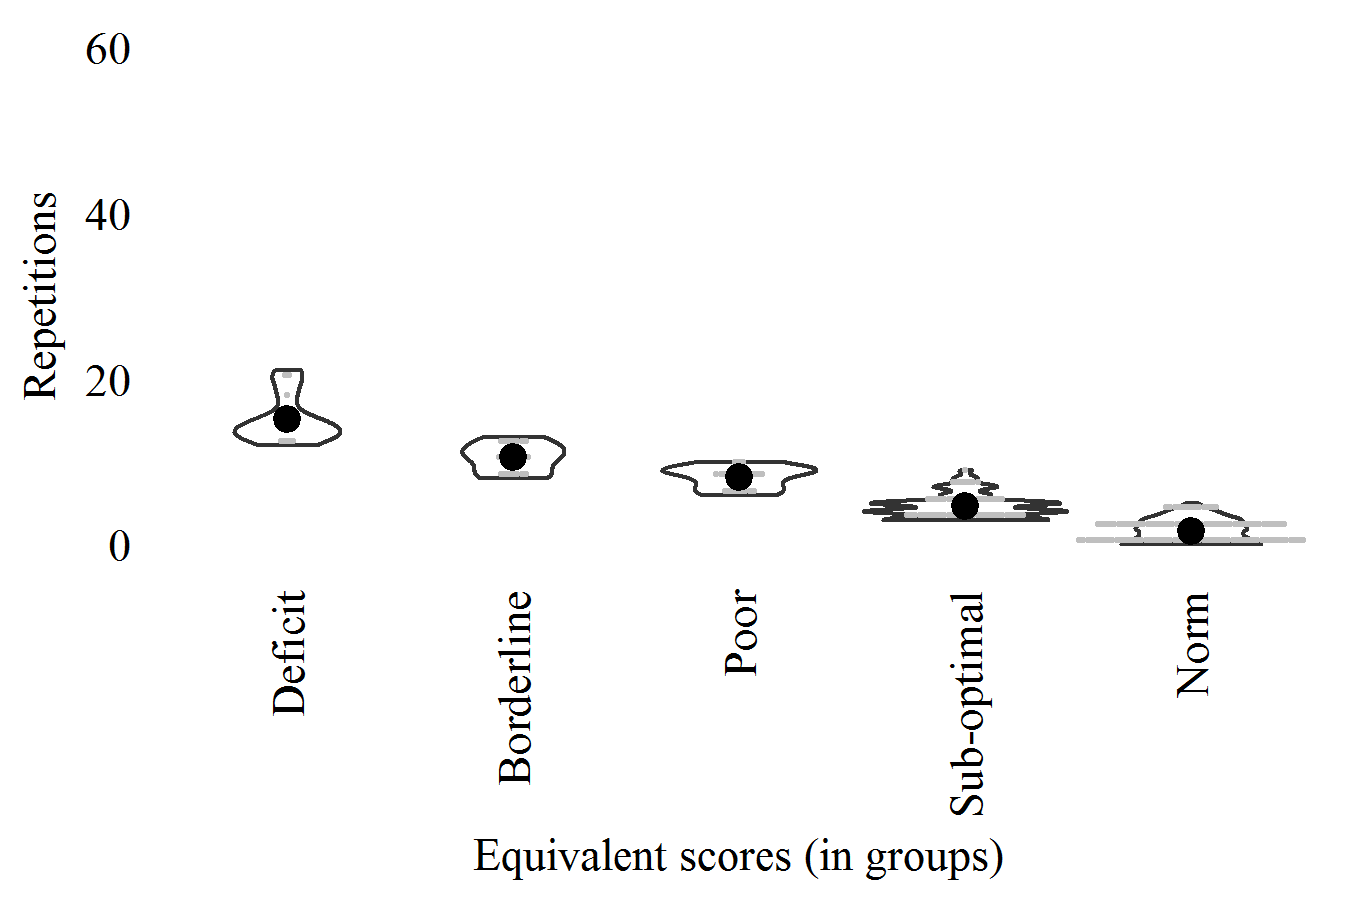 60
40
20
0
Repetitions
Deficit
Borderline
Poor
Sub-optimal
Norm
Equivalent scores (in groups)